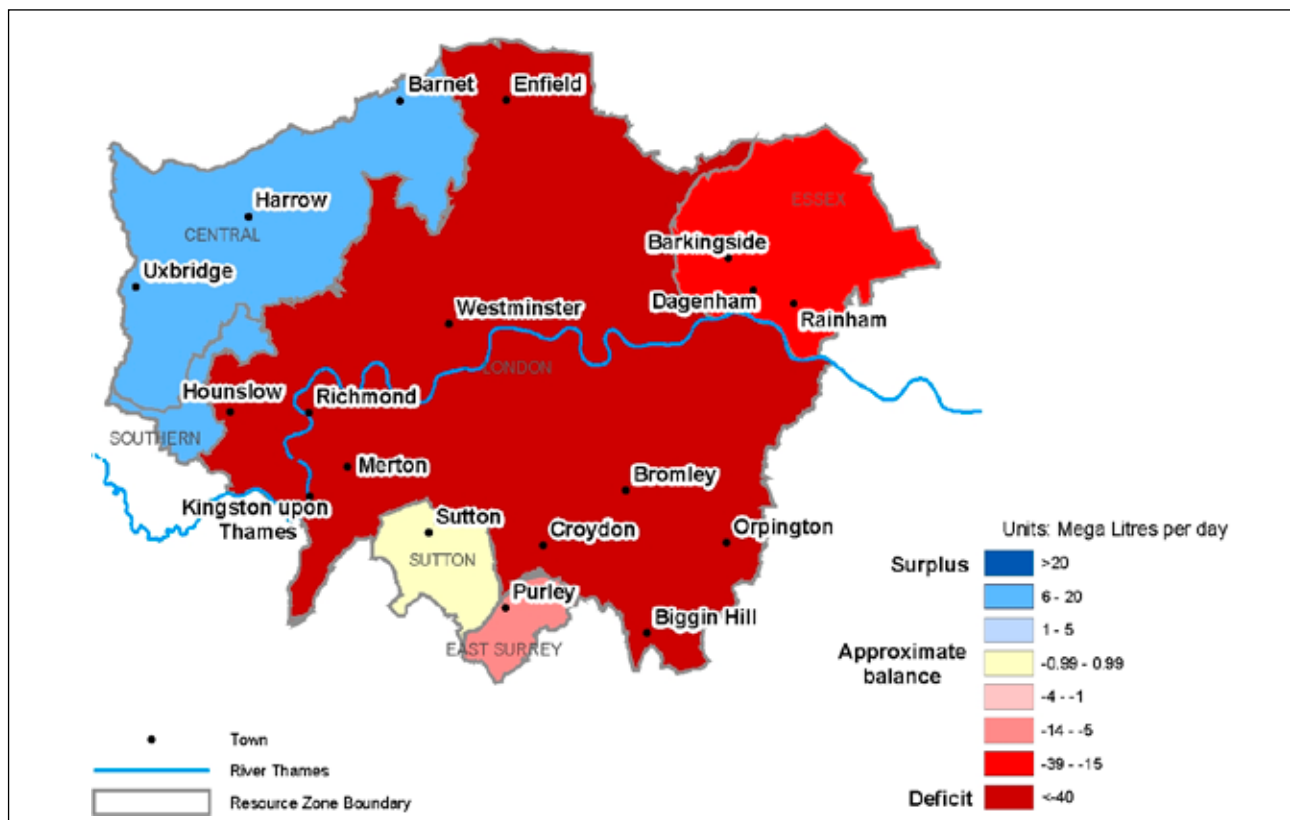 Barnet
Enfield
Harrow
CENTRAL
ESSEX
Barkingside
Uxbridge
Dagenham
Rainham
Westminster
LONDON
Hounslow
Richmond
SOUTHERN
Merton
Bromley
Kingston upon
Thames
Sutton
Croydon
Orpington
SUTTON
Purley
Biggin Hill
EAST SURREY
Town
River Thames
Resource Zone Boundary
Units: Mega Litres per day
Surplus
>20
6 - 20
1 - 5
Approximate
balance
-0.99 - 0.99
-4 - -1
-14 - -5
-39 - -15
Deficit
<-40